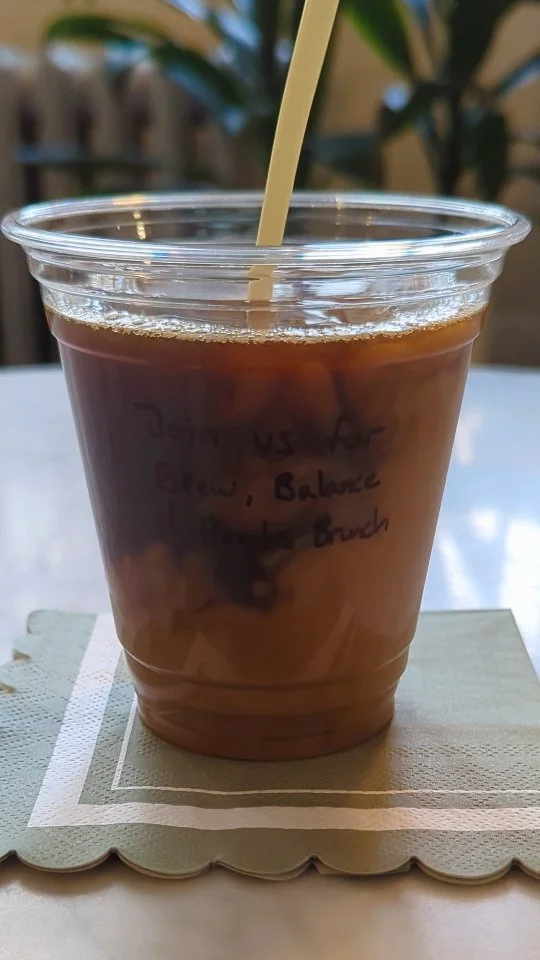 Join us for
Brew, Balance
Brunch